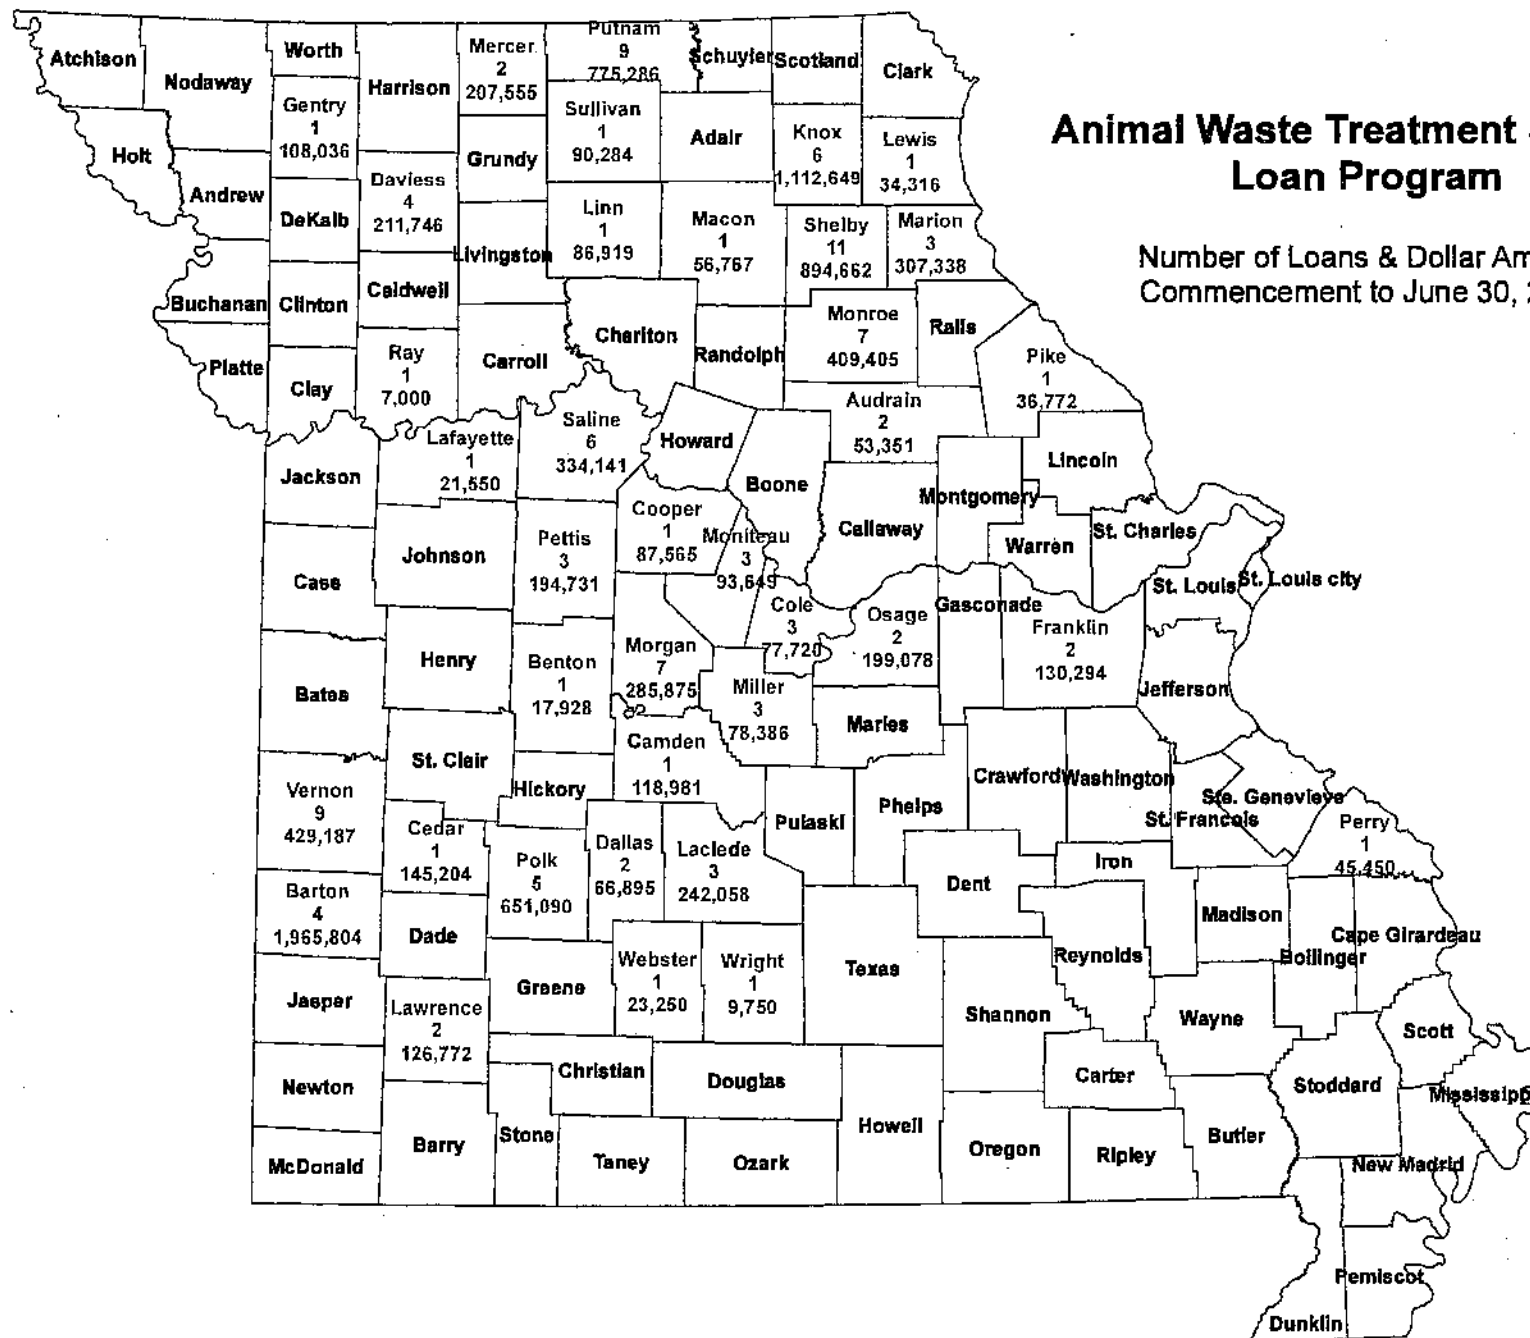 Animal Waste Treatment
Loan Program
Number of Loans & Dollar Am
Commencement to June 30, 2
Atchison
Nodaway
Worth
Harrison
Mercer
2
207,555
Putnam
9
775,286
Schuyler
Scotland
Clark
Holt
Andrew
Gentry
1
108,036
DeKalb
Daviess
4
211,746
Grundy
Livingston
Sullivan
1
90,284
Adair
Knox
6
1,112,649
Lewis
1
34,316
Linn
1
86,919
Macon
1
56,767
Shelby
11
894,662
Marion
3
307,338
Buchanan
Clinton
Caldwell
Platte
Clay
Ray
1
7,000
Carroll
Chariton
Randolph
Monroe
7
409,405
Ralls
Pike
1
36,772
Audrain
2
53,351
Jackson
Lafayette
1
21,550
Saline
6
334,141
Howard
Boone
Callaway
Montgomery
Lincoln
Warren
St. Charles
St. Louis
St. Louis city
Case
Johnson
Pettis
3
194,731
Cooper
1
87,565
Moniteau
3
93,649
Cole
3
77,720
Osage
2
199,078
Gasconade
Franklin
2
130,294
Jefferson
Bates
Henry
Benton
1
17,928
Morgan
7
285,875
Miller
3
78,386
Maries
St. Clair
Hickory
Camden
1
118,981
Pulaski
Phelps
Crawford
Washington
St. Francois
Ste. Genevieve
Perry
1
45,450
Vernon
9
429,187
Cedar
1
145,204
Polk
5
651,090
Dallas
2
66,895
Laclede
3
242,058
Dent
Iron
Madison
Bollinger
Cape Girardeau
Barton
4
1,965,804
Dade
Greene
Webster
1
23,250
Wright
1
9,750
Texas
Reynolds
Shannon
Wayne
Scott
Jasper
Lawrence
2
126,772
Christian
Douglas
Carter
Stoddard
Mississipp
Newton
McDonald
Barry
Stone
Taney
Ozark
Howell
Oregon
Ripley
Butler
New Madrid
Pemiscot
Dunklin